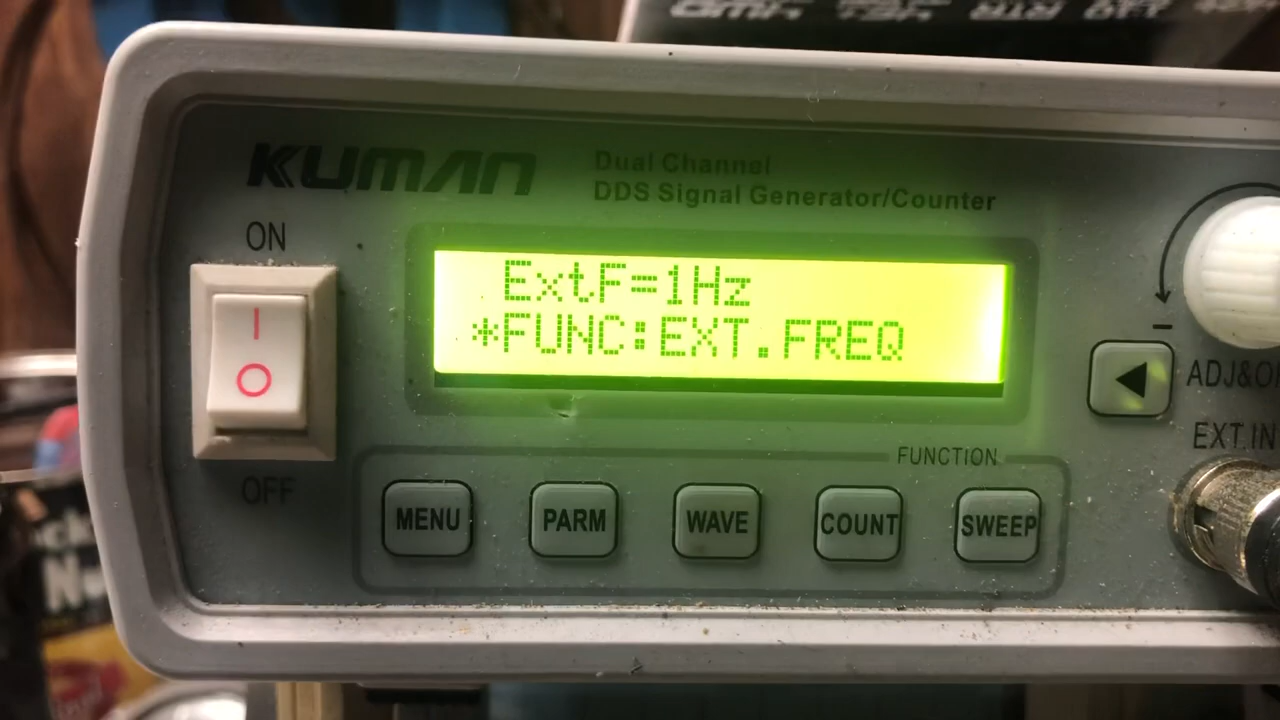 KUMAN
Dual Channel
DDS Signal Generator/Counter
ON
ExtF=1Hz
*FUNC:EXT.FREQ
OFF
−
EXT.IN
FUNCTION
MENU
PARM
WAVE
COUNT
SWEEP